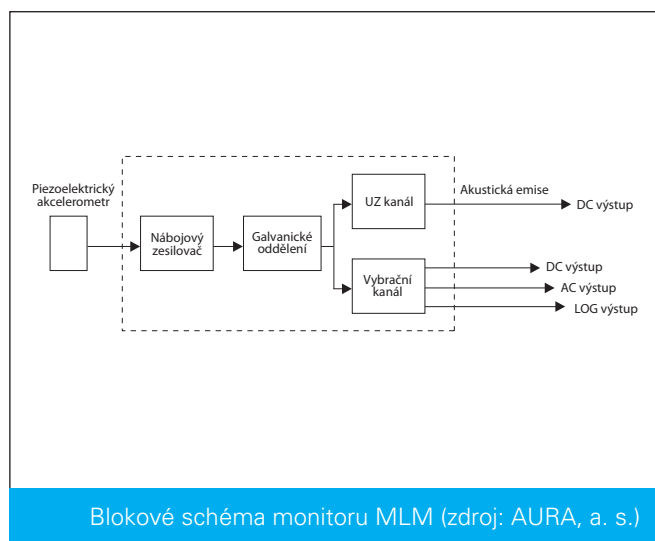 Piezoelektrický
akcelerometr
Nábojový
zesilovač
Galvanické
oddělení
UZ kanál
Akustická emise
DC výstup
Vybrační
kanál
DC výstup
AC výstup
LOG výstup
Blokové schéma monitoru MLM (zdroj: AURA, a. s.)